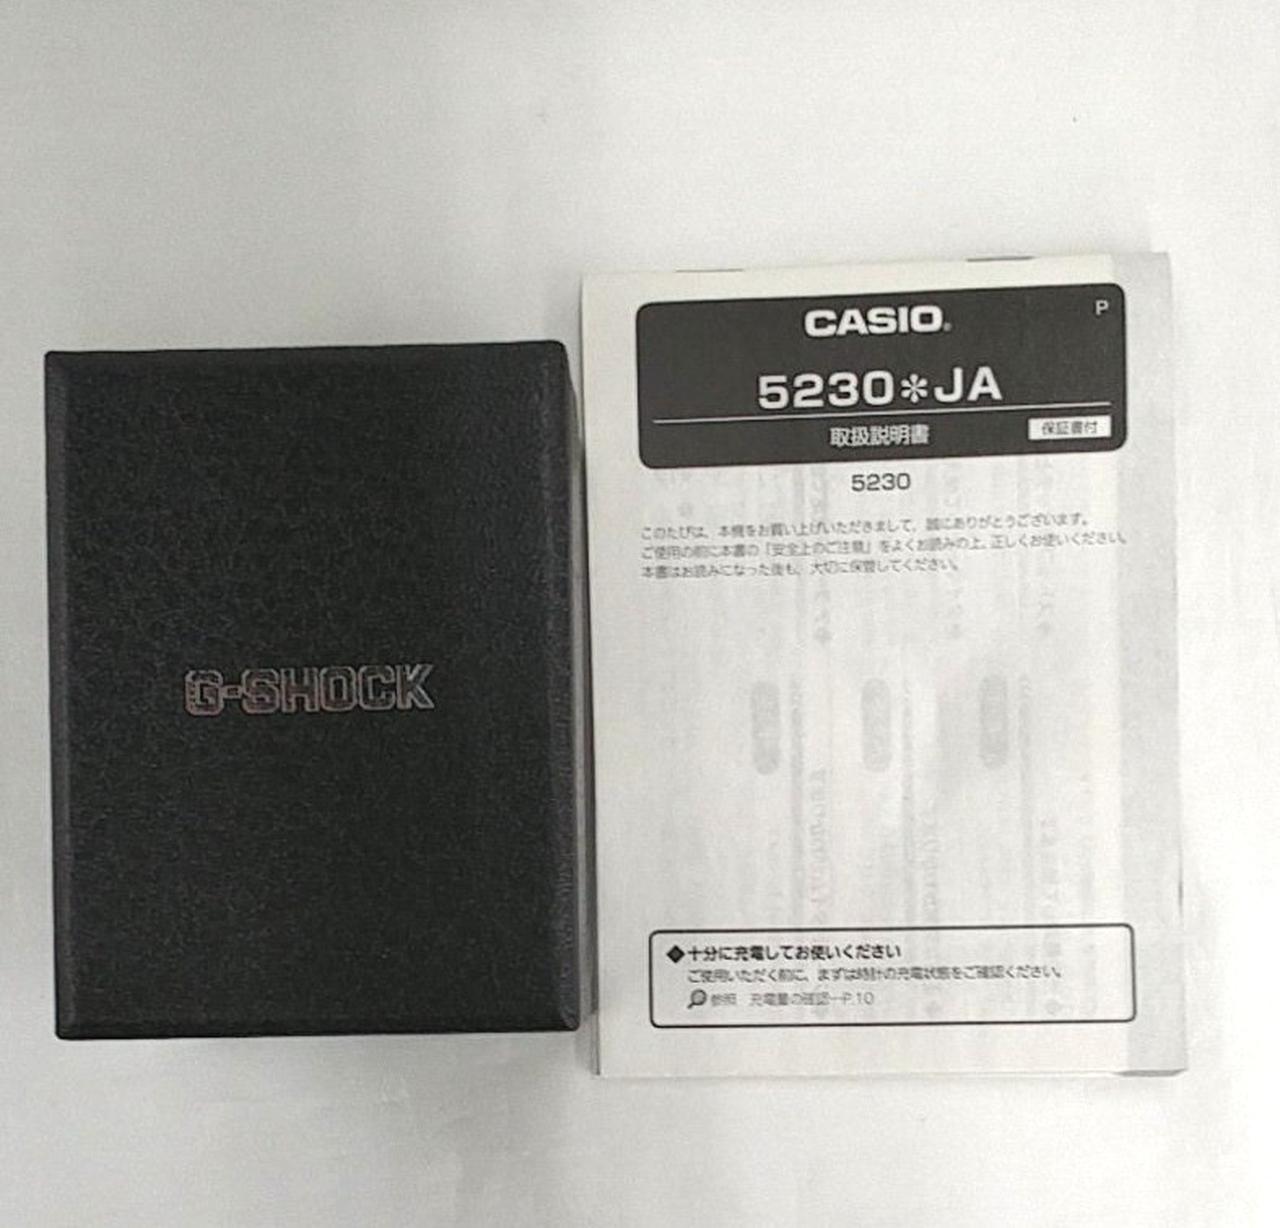 G-SHOCK
CASIO®
P
5230*JA
取扱説明書
保証書付
5230
このたびは、本機をお買い上げいただきまして、誠にありがとうございます。
ご使用の前に本書の「安全上のご注意」をよくお読みの上、正しくお使いください。
本書はお読みになった後も、大切に保管してください。
◆十分に充電してお使いください
ご使用いただく前に、まずは時計の充電状態をご確認ください。
参照 充電量の確認…P.10